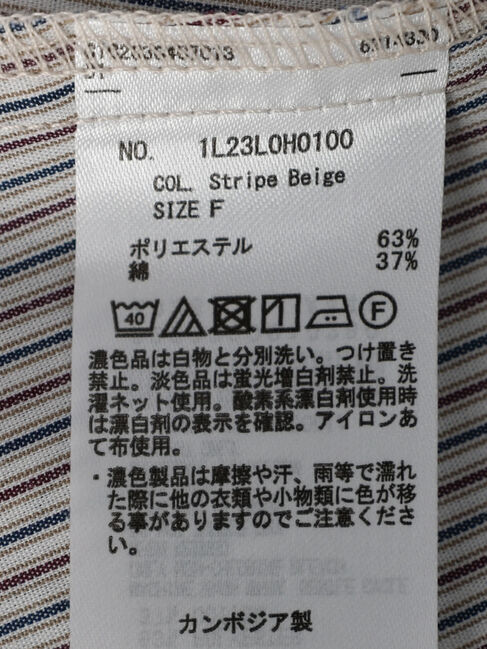 NO. 1L23L0H0100
COL. Stripe Beige
SIZE F
ポリエステル 63%
綿 37%
40 F
濃色品は白物と分別洗い。つけ置き
禁止。淡色品は蛍光増白剤禁止。洗
濯ネット使用。酸素系漂白剤使用時
は漂白剤の表示を確認。アイロンあ
て布使用。
・濃色製品は摩擦や汗、雨等で濡れ
た際に他の衣類や小物類に色が移
る事がありますのでご注意くださ
い。
カンボジア製